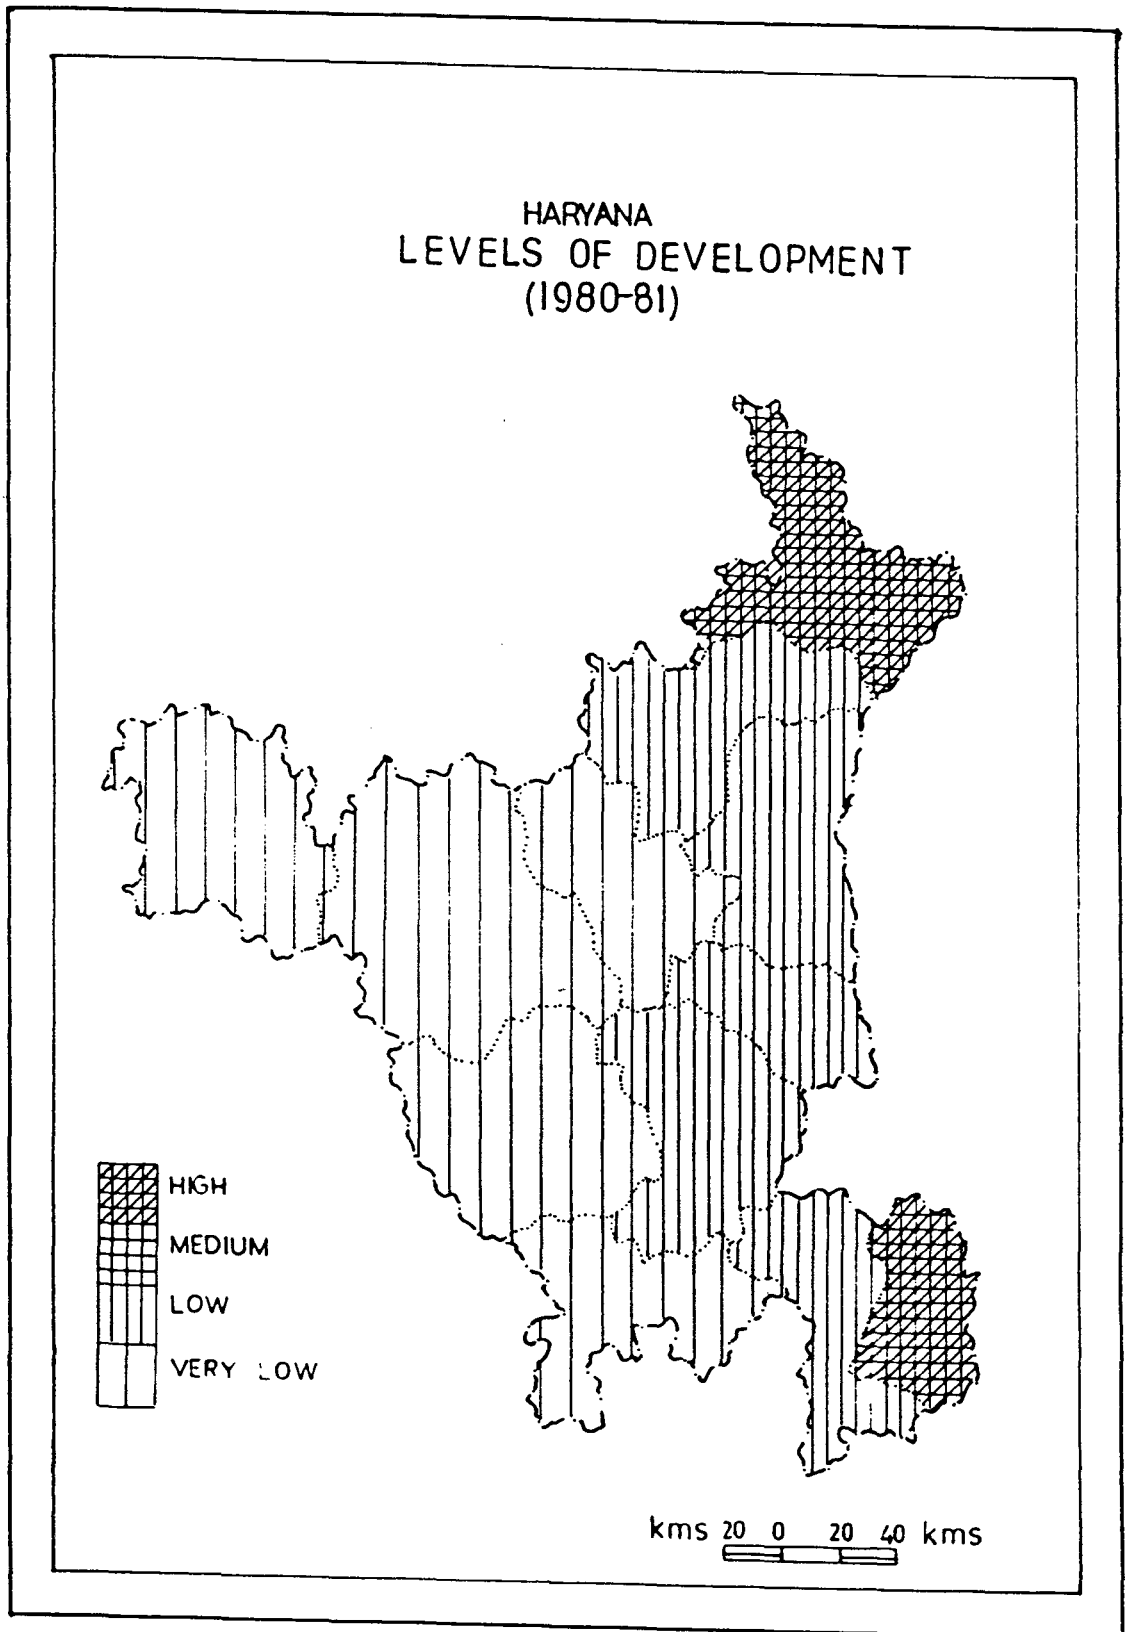 HARYANA
LEVELS OF DEVELOPMENT
(1980-81)
HIGH
MEDIUM
LOW
VERY LOW
kms 20 0 20 40 kms